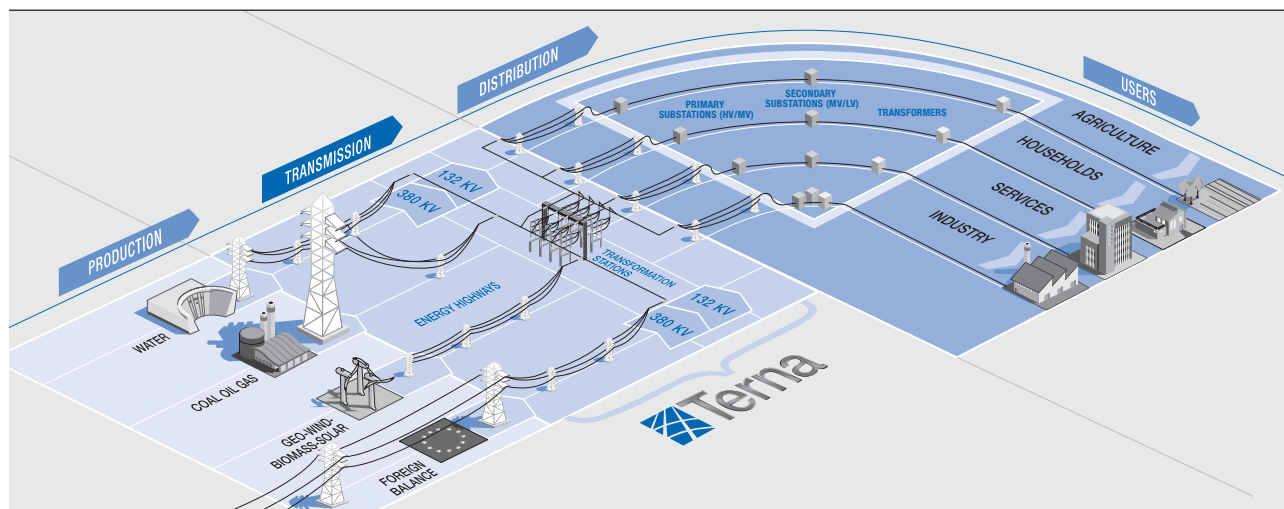 PRODUCTION
TRANSMISSION
DISTRIBUTION
USERS
PRIMARY
SUBSTATIONS (HV/MV)
SECONDARY
SUBSTATIONS (MV/LV)
TRANSFORMERS
AGRICULTURE
HOUSEHOLDS
SERVICES
INDUSTRY
132 KV
380 KV
TRANSFORMATION
STATIONS
ENERGY HIGHWAYS
132 KV
380 KV
WATER
COAL OIL GAS
GEO-WIND-
BIOMASS-SOLAR
FOREIGN
BALANCE
Terna